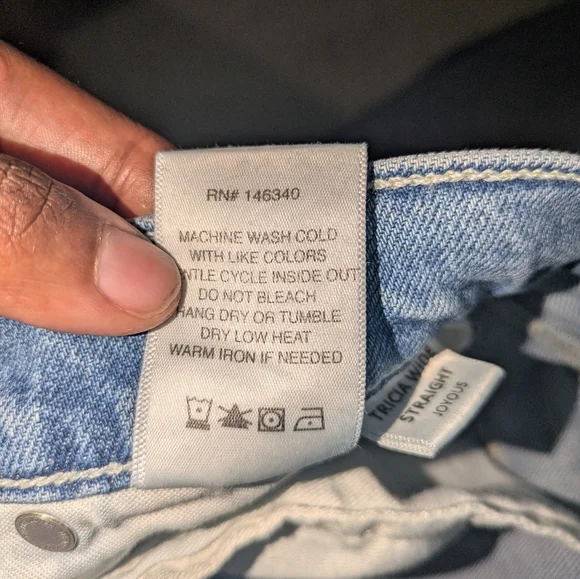 RN# 146340
MACHINE WASH COLD
WITH LIKE COLORS
NTLE CYCLE INSIDE OUT
DO NOT BLEACH
HANG DRY OR TUMBLE
DRY LOW HEAT
WARM IRON IF NEEDED
TRICIA WIDE
STRAIGHT
JOYOUS